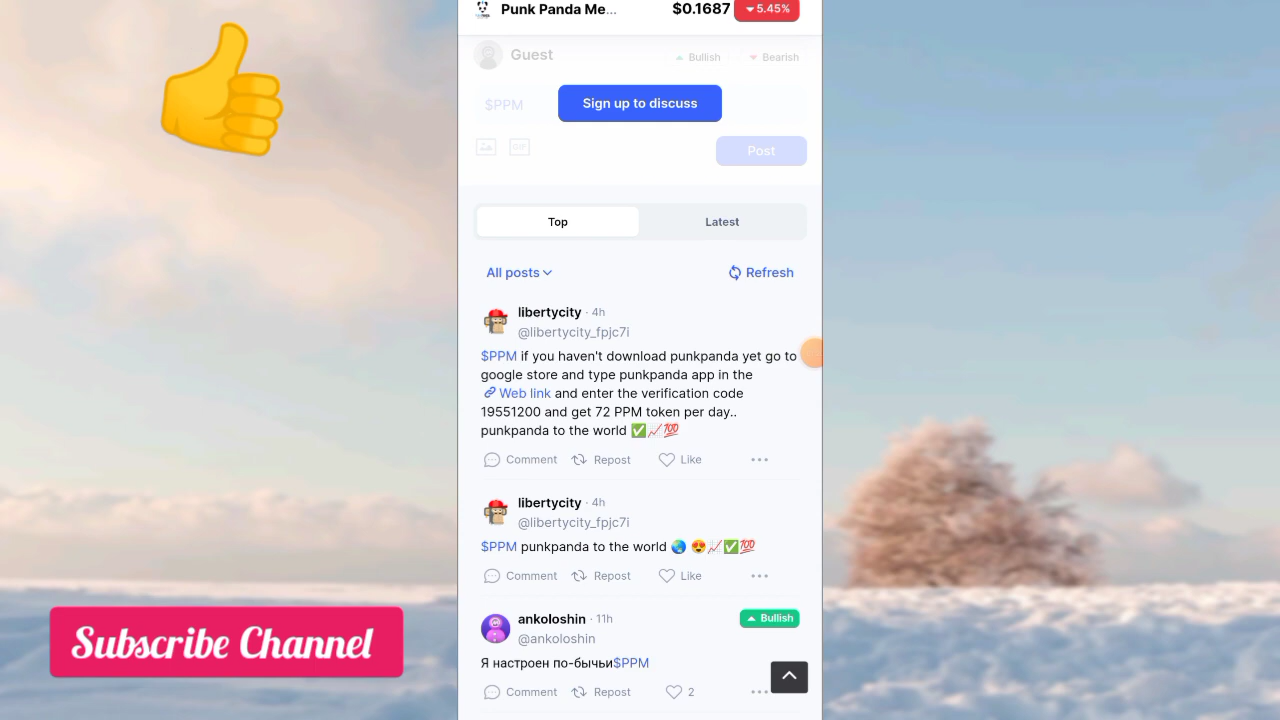 Punk Panda Me... $0.1687 5.45%
Guest Bullish Bearish
$PPM Sign up to discuss
GIF Post
Top Latest
All posts Refresh
libertycity · 4h
@libertycity_fpjc7i
$PPM if you haven't download punkpanda yet go to
google store and type punkpanda app in the
Web link and enter the verification code
19551200 and get 72 PPM token per day..
punkpanda to the world ✅📈💯
Comment Repost Like
libertycity · 4h
@libertycity_fpjc7i
$PPM punkpanda to the world 🌏 😍📈✅💯
Comment Repost Like
ankoloshin · 11h Bullish
@ankoloshin
Я настроен по-бычьи$PPM
Comment Repost 2
Subscribe Channel